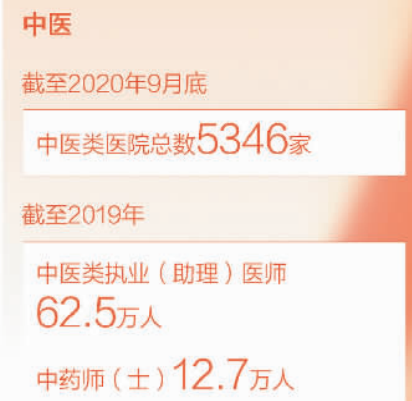 中医
截至2020年9月底
中医类医院总数5346家
截至2019年
中医类执业（助理）医师
62.5万人
中药师（士）12.7万人